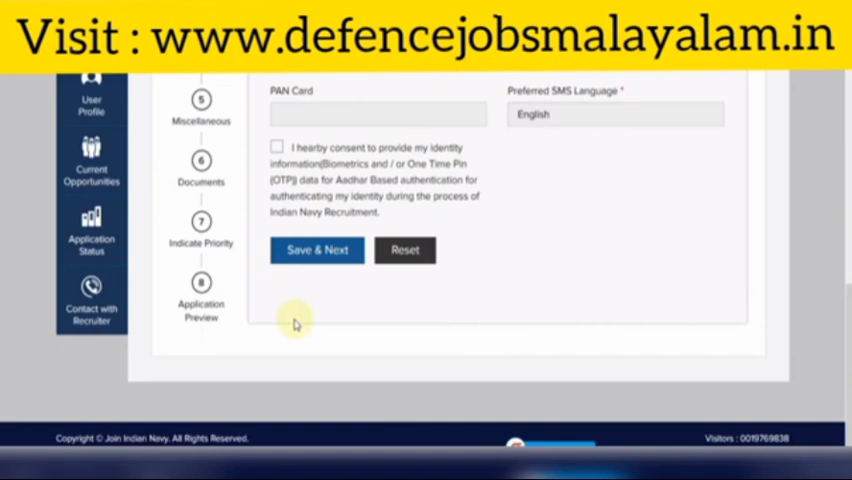 Visit : www.defencejobsmalayalam.in
User
Profile
Current
Opportunities
Application
Status
Contact with
Recruiter
5
Miscellaneous
6
Documents
7
Indicate Priority
8
Application
Preview
PAN Card
Preferred SMS Language *
English
I hearby consent to provide my identity
information(Biometrics and / or One Time Pin
(OTP)) data for Aadhar Based authentication for
authenticating my identity during the process of
Indian Navy Recruitment.
Save & Next
Reset
Copyright © Join Indian Navy. All Rights Reserved.
Visitors : 0019769838